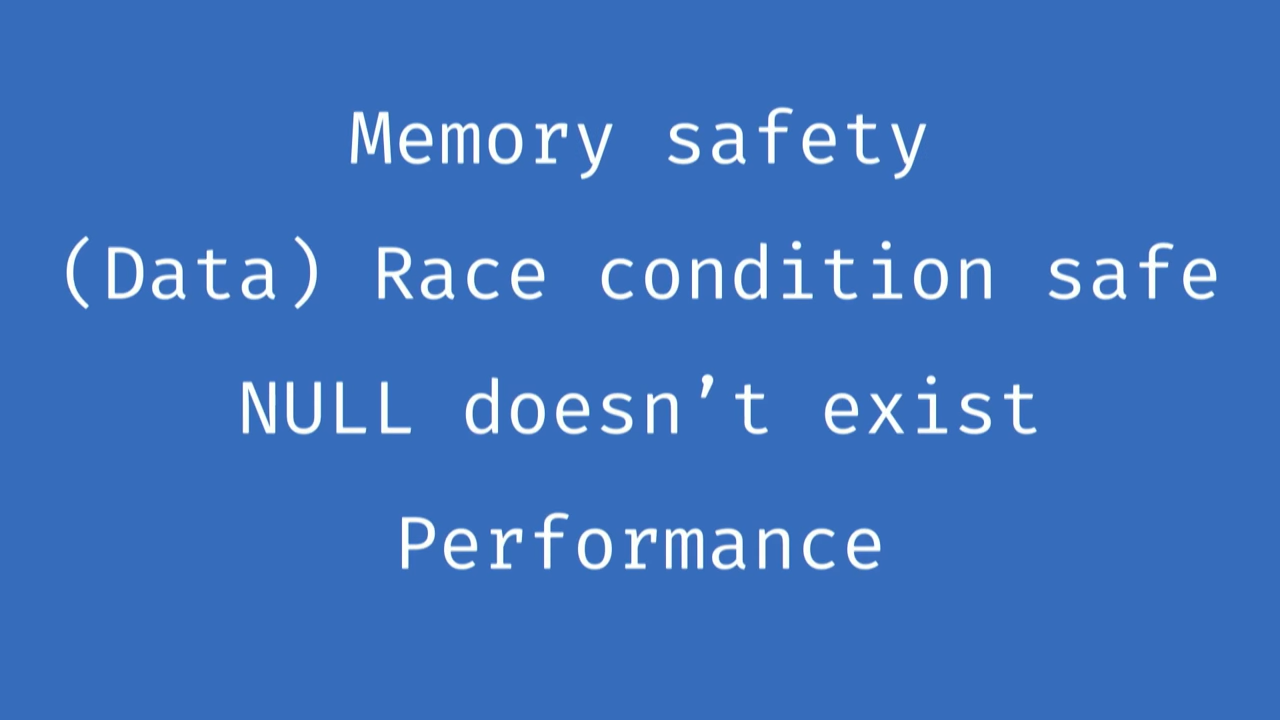 Memory safety
(Data) Race condition safe
NULL doesn’t exist
Performance